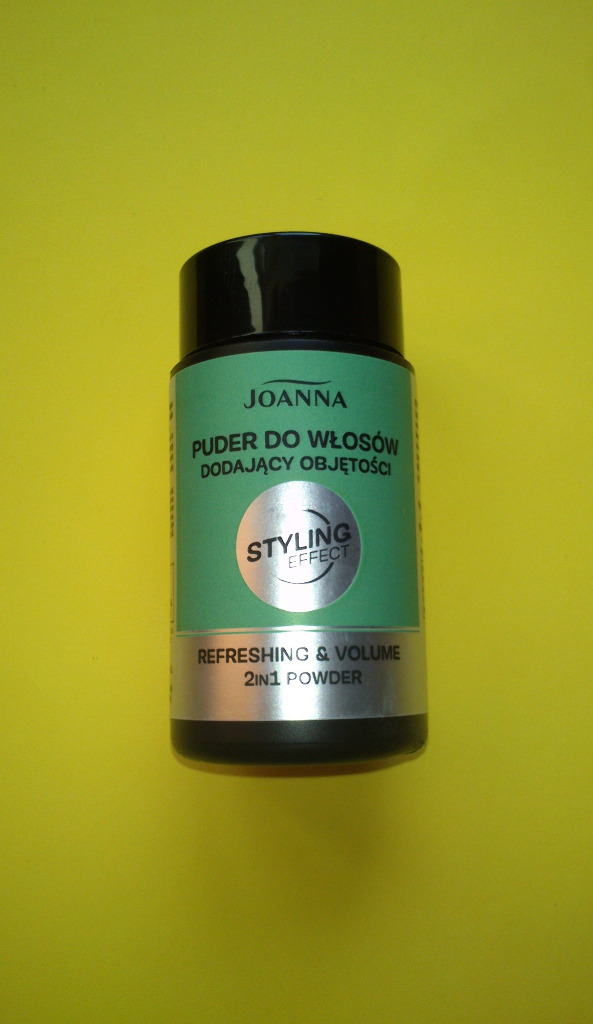 JOANNA
PUDER DO WŁOSÓW
DODAJĄCY OBJĘTOŚCI
STYLING
EFFECT
REFRESHING & VOLUME
2IN1 POWDER